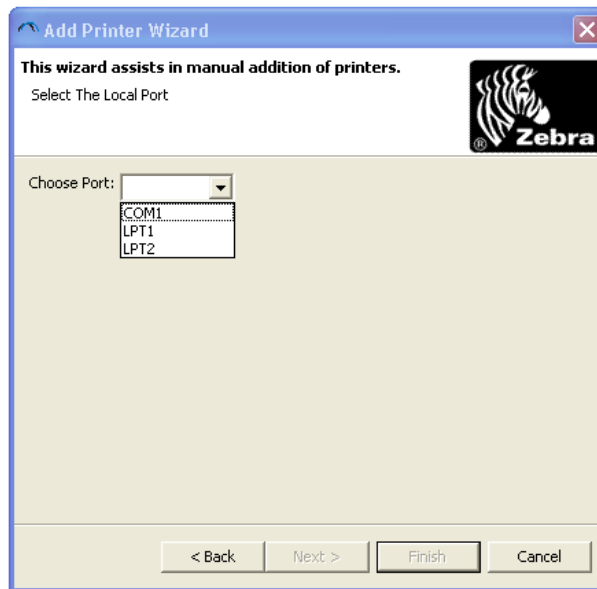 Add Printer Wizard
This wizard assists in manual addition of printers.
Select The Local Port
® Zebra
Choose Port:
COM1
LPT1
LPT2
< Back Next > Finish Cancel